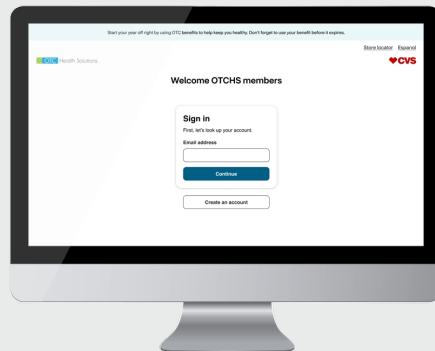 Start your year off right by using OTC benefits to help keep you healthy. Don't forget to use your benefit before it expires.
Store locator Espanol
OTC Health Solutions
CVS
Welcome OTCHS members
Sign in
First, let's look up your account.
Email address
Continue
Create an account